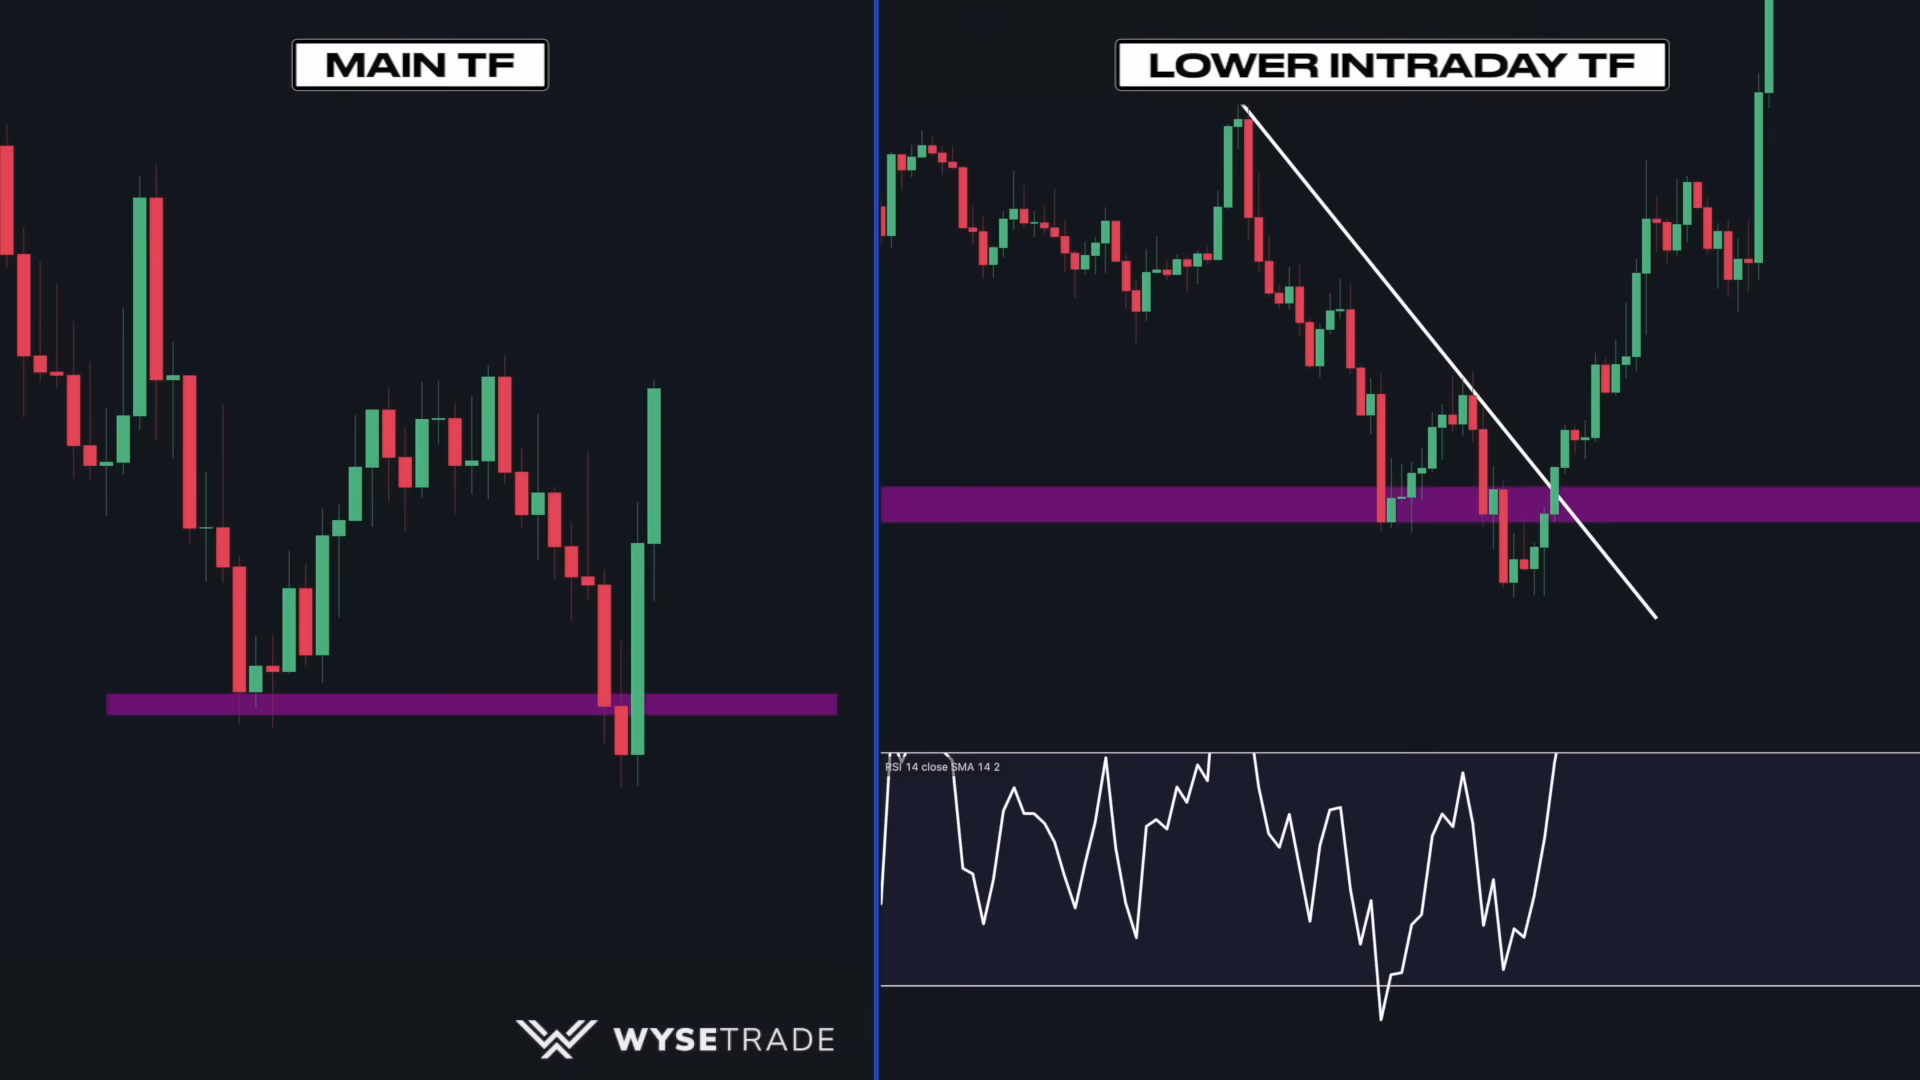 MAIN TF
LOWER INTRADAY TF
RSI 14 close SMA 14 2
WYSETRADE